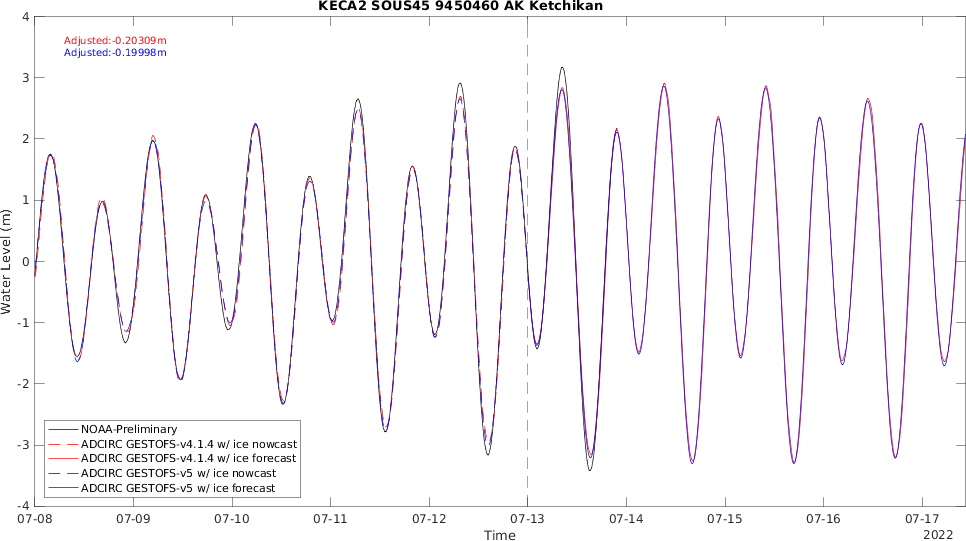 KECA2 SOUS45 9450460 AK Ketchikan
Adjusted:-0.20309m
Adjusted:-0.19998m
4
3
2
1
0
-1
-2
-3
-4
Water Level (m)
NOAA-Preliminary
ADCIRC GESTOFS-v4.1.4 w/ ice nowcast
ADCIRC GESTOFS-v4.1.4 w/ ice forecast
ADCIRC GESTOFS-v5 w/ ice nowcast
ADCIRC GESTOFS-v5 w/ ice forecast
07-08 07-09 07-10 07-11 07-12 07-13 07-14 07-15 07-16 07-17
Time
2022